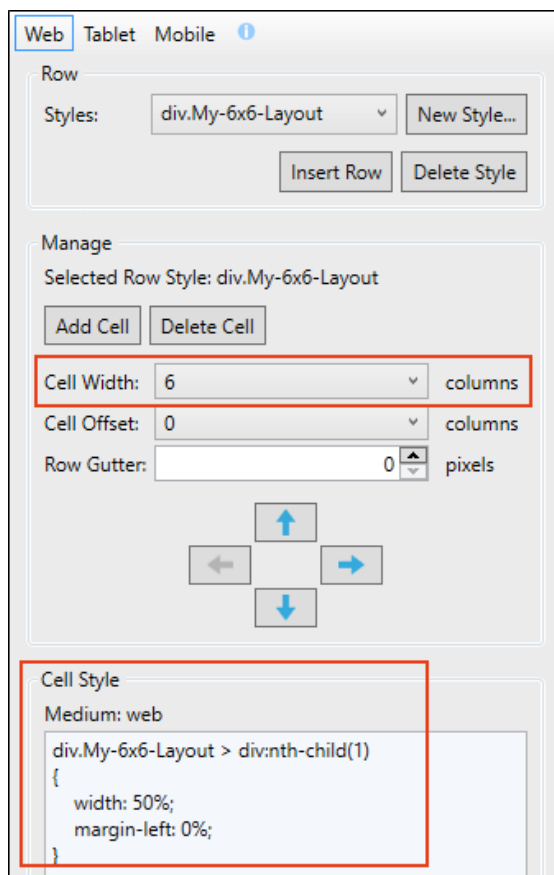 Web Tablet Mobile i
Row
Styles: div.My-6x6-Layout New Style...
Insert Row Delete Style
Manage
Selected Row Style: div.My-6x6-Layout
Add Cell Delete Cell
Cell Width: 6 columns
Cell Offset: 0 columns
Row Gutter: 0 pixels
Cell Style
Medium: web
div.My-6x6-Layout > div:nth-child(1)
{
width: 50%;
margin-left: 0%;
}